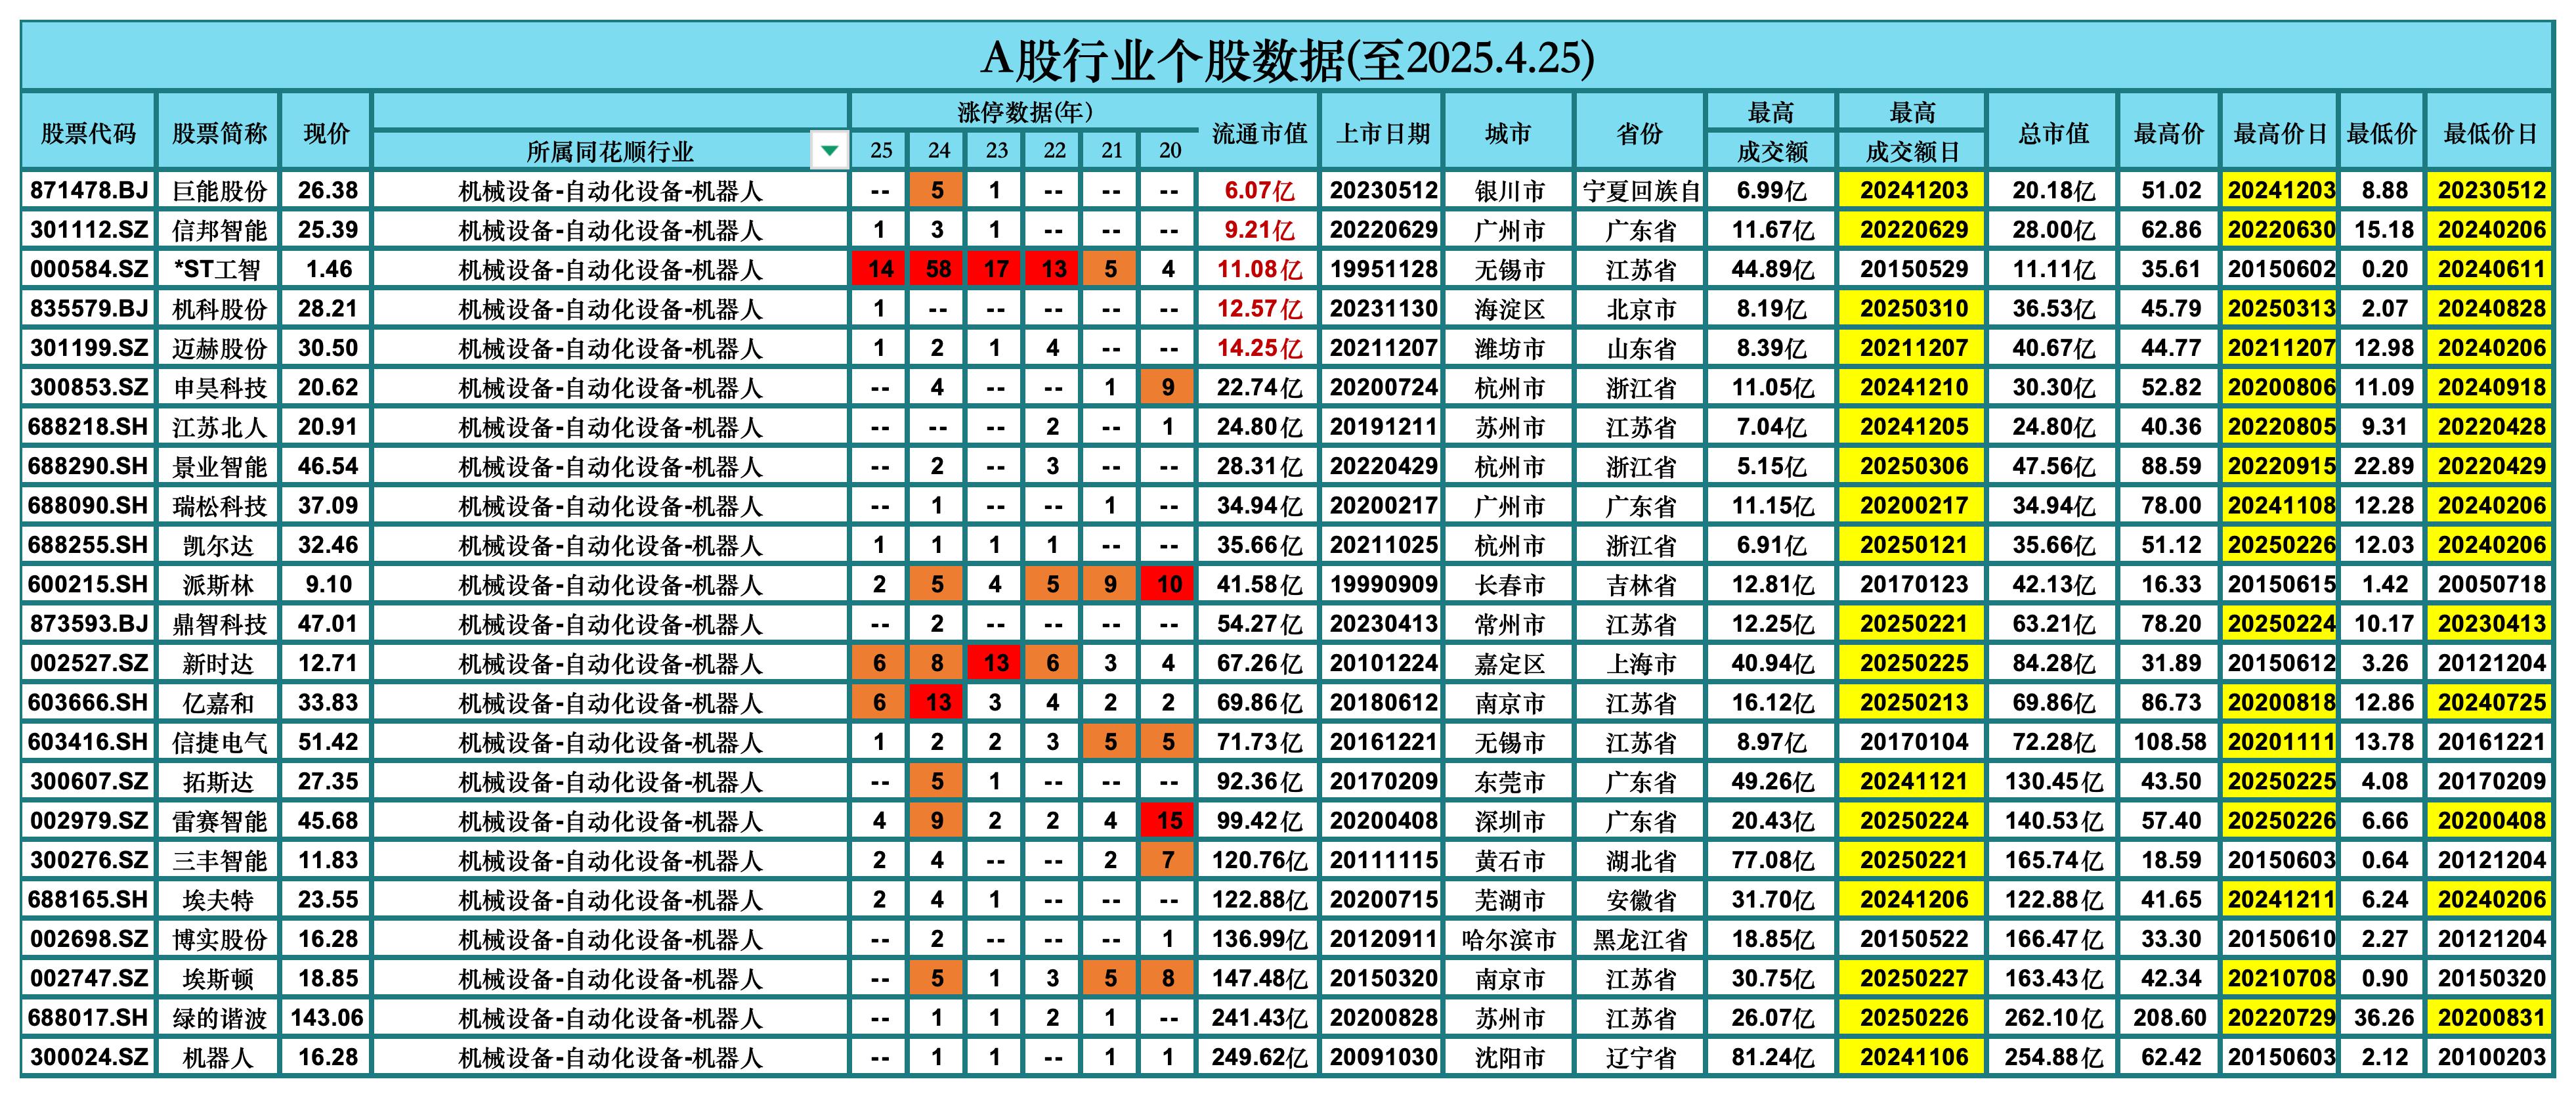 A股行业个股数据(至2025.4.25)
股票代码 股票简称 现价 所属同花顺行业 涨停数据(年) 流通市值 上市日期 城市 省份 最高 最高 总市值 最高价 最高价日 最低价 最低价日
25 24 23 22 21 20 成交额 成交额日
871478.BJ 巨能股份 26.38 机械设备-自动化设备-机器人 -- 5 1 -- -- -- 6.07亿 20230512 银川市 宁夏回族自 6.99亿 20241203 20.18亿 51.02 20241203 8.88 20230512
301112.SZ 信邦智能 25.39 机械设备-自动化设备-机器人 1 3 1 -- -- -- 9.21亿 20220629 广州市 广东省 11.67亿 20220629 28.00亿 62.86 20220630 15.18 20240206
000584.SZ *ST工智 1.46 机械设备-自动化设备-机器人 14 58 17 13 5 4 11.08亿 19951128 无锡市 江苏省 44.89亿 20150529 11.11亿 35.61 20150602 0.20 20240611
835579.BJ 机科股份 28.21 机械设备-自动化设备-机器人 1 -- -- -- -- -- 12.57亿 20231130 海淀区 北京市 8.19亿 20250310 36.53亿 45.79 20250313 2.07 20240828
301199.SZ 迈赫股份 30.50 机械设备-自动化设备-机器人 1 2 1 4 -- -- 14.25亿 20211207 潍坊市 山东省 8.39亿 20211207 40.67亿 44.77 20211207 12.98 20240206
300853.SZ 申昊科技 20.62 机械设备-自动化设备-机器人 -- 4 -- -- 1 9 22.74亿 20200724 杭州市 浙江省 11.05亿 20241210 30.30亿 52.82 20200806 11.09 20240918
688218.SH 江苏北人 20.91 机械设备-自动化设备-机器人 -- -- -- 2 -- 1 24.80亿 20191211 苏州市 江苏省 7.04亿 20241205 24.80亿 40.36 20220805 9.31 20220428
688290.SH 景业智能 46.54 机械设备-自动化设备-机器人 -- 2 -- 3 -- -- 28.31亿 20220429 杭州市 浙江省 5.15亿 20250306 47.56亿 88.59 20220915 22.89 20220429
688090.SH 瑞松科技 37.09 机械设备-自动化设备-机器人 -- 1 -- -- 1 -- 34.94亿 20200217 广州市 广东省 11.15亿 20200217 34.94亿 78.00 20241108 12.28 20240206
688255.SH 凯尔达 32.46 机械设备-自动化设备-机器人 1 1 1 1 -- -- 35.66亿 20211025 杭州市 浙江省 6.91亿 20250121 35.66亿 51.12 20250226 12.03 20240206
600215.SH 派斯林 9.10 机械设备-自动化设备-机器人 2 5 4 5 9 10 41.58亿 19990909 长春市 吉林省 12.81亿 20170123 42.13亿 16.33 20150615 1.42 20050718
873593.BJ 鼎智科技 47.01 机械设备-自动化设备-机器人 -- 2 -- -- -- -- 54.27亿 20230413 常州市 江苏省 12.25亿 20250221 63.21亿 78.20 20250224 10.17 20230413
002527.SZ 新时达 12.71 机械设备-自动化设备-机器人 6 8 13 6 3 4 67.26亿 20101224 嘉定区 上海市 40.94亿 20250225 84.28亿 31.89 20150612 3.26 20121204
603666.SH 亿嘉和 33.83 机械设备-自动化设备-机器人 6 13 3 4 2 2 69.86亿 20180612 南京市 江苏省 16.12亿 20250213 69.86亿 86.73 20200818 12.86 20240725
603416.SH 信捷电气 51.42 机械设备-自动化设备-机器人 1 2 2 3 5 5 71.73亿 20161221 无锡市 江苏省 8.97亿 20170104 72.28亿 108.58 20201111 13.78 20161221
300607.SZ 拓斯达 27.35 机械设备-自动化设备-机器人 -- 5 1 -- -- -- 92.36亿 20170209 东莞市 广东省 49.26亿 20241121 130.45亿 43.50 20250225 4.08 20170209
002979.SZ 雷赛智能 45.68 机械设备-自动化设备-机器人 4 9 2 2 4 15 99.42亿 20200408 深圳市 广东省 20.43亿 20250224 140.53亿 57.40 20250226 6.66 20200408
300276.SZ 三丰智能 11.83 机械设备-自动化设备-机器人 2 4 -- -- 2 7 120.76亿 20111115 黄石市 湖北省 77.08亿 20250221 165.74亿 18.59 20150603 0.64 20121204
688165.SH 埃夫特 23.55 机械设备-自动化设备-机器人 2 4 1 -- -- -- 122.88亿 20200715 芜湖市 安徽省 31.70亿 20241206 122.88亿 41.65 20241211 6.24 20240206
002698.SZ 博实股份 16.28 机械设备-自动化设备-机器人 -- 2 -- -- -- 1 136.99亿 20120911 哈尔滨市 黑龙江省 18.85亿 20150522 166.47亿 33.30 20150610 2.27 20121204
002747.SZ 埃斯顿 18.85 机械设备-自动化设备-机器人 -- 5 1 3 5 8 147.48亿 20150320 南京市 江苏省 30.75亿 20250227 163.43亿 42.34 20210708 0.90 20150320
688017.SH 绿的谐波 143.06 机械设备-自动化设备-机器人 -- 1 1 2 1 -- 241.43亿 20200828 苏州市 江苏省 26.07亿 20250226 262.10亿 208.60 20220729 36.26 20200831
300024.SZ 机器人 16.28 机械设备-自动化设备-机器人 -- 1 1 -- 1 1 249.62亿 20091030 沈阳市 辽宁省 81.24亿 20241106 254.88亿 62.42 20150603 2.12 20100203